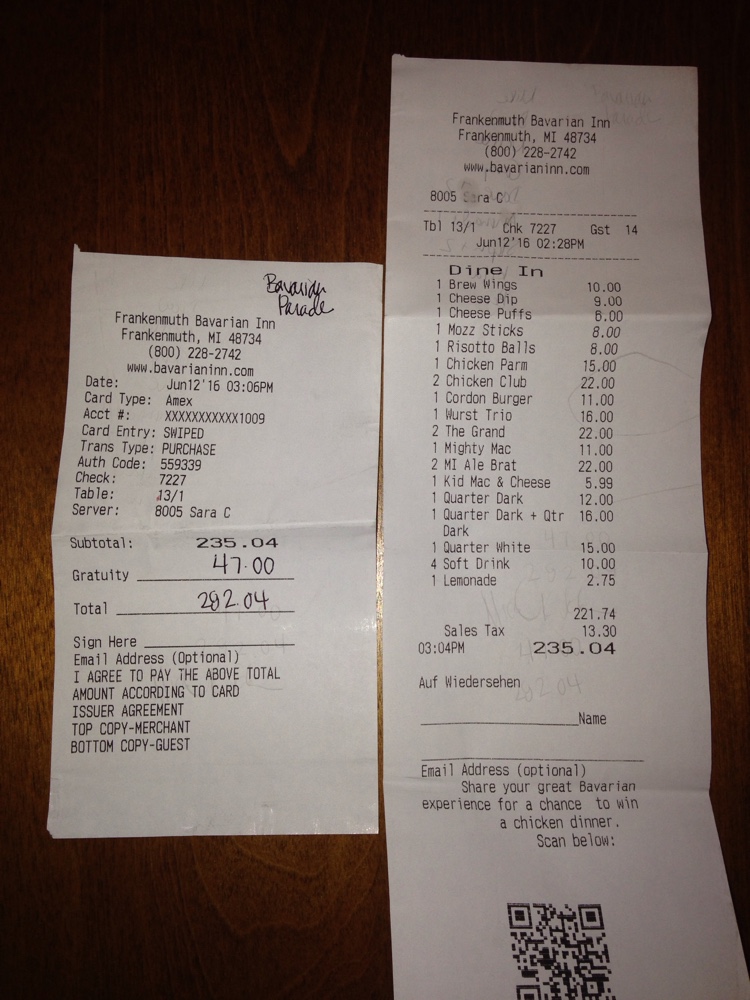 Bavarian
Parade
Frankenmuth Bavarian Inn
Frankenmuth, MI 48734
(800) 228-2742
www.bavarianinn.com
Date: Jun12'16 03:06PM
Card Type: Amex
Acct #: XXXXXXXXXXX1009
Card Entry: SWIPED
Trans Type: PURCHASE
Auth Code: 559339
Check: 7227
Table: 13/1
Server: 8005 Sara C
Subtotal: 235.04
Gratuity 47.00
Total 282.04
Sign Here
Email Address (Optional)
I AGREE TO PAY THE ABOVE TOTAL
AMOUNT ACCORDING TO CARD
ISSUER AGREEMENT
TOP COPY-MERCHANT
BOTTOM COPY-GUEST
Frankenmuth Bavarian Inn
Frankenmuth, MI 48734
(800) 228-2742
www.bavarianinn.com
8005 Sara C
Tbl 13/1 Chk 7227 Gst 14
Jun12'16 02:28PM
Dine In
1 Brew Wings 10.00
1 Cheese Dip 9.00
1 Cheese Puffs 6.00
1 Mozz Sticks 8.00
1 Risotto Balls 8.00
1 Chicken Parm 15.00
2 Chicken Club 22.00
1 Cordon Burger 11.00
1 Wurst Trio 16.00
2 The Grand 22.00
1 Mighty Mac 11.00
2 MI Ale Brat 22.00
1 Kid Mac & Cheese 5.99
1 Quarter Dark 12.00
1 Quarter Dark + Qtr 16.00
Dark
1 Quarter White 15.00
4 Soft Drink 10.00
1 Lemonade 2.75
221.74
Sales Tax 13.30
03:04PM 235.04
Auf Wiedersehen
Name
Email Address (optional)
Share your great Bavarian
experience for a chance to win
a chicken dinner.
Scan below: